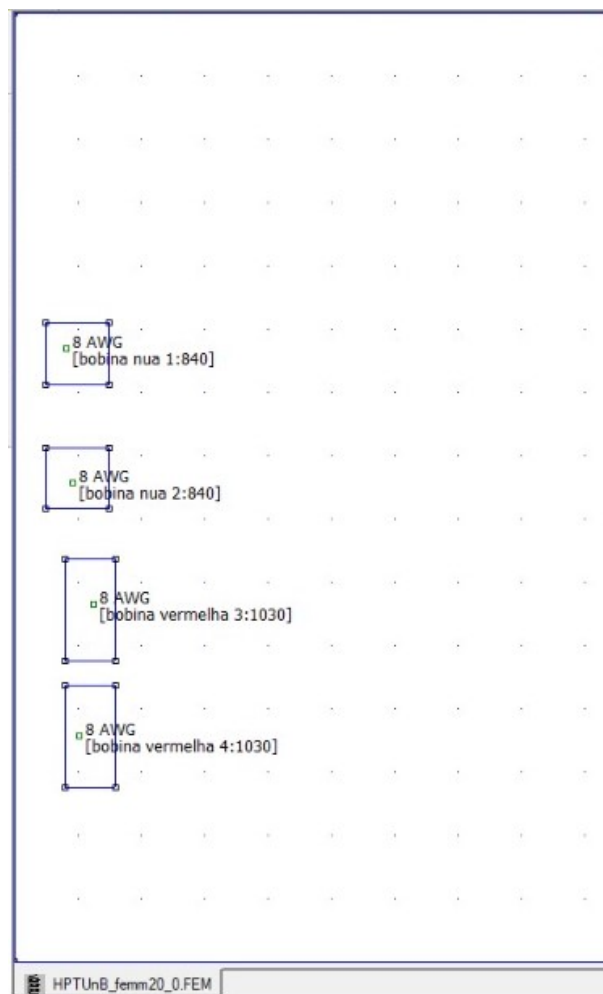 8 AWG
[bobina nua 1:840]
8 AWG
[bobina nua 2:840]
8 AWG
[bobina vermelha 3:1030]
8 AWG
[bobina vermelha 4:1030]
HPTUnB_femm20_0.FEM